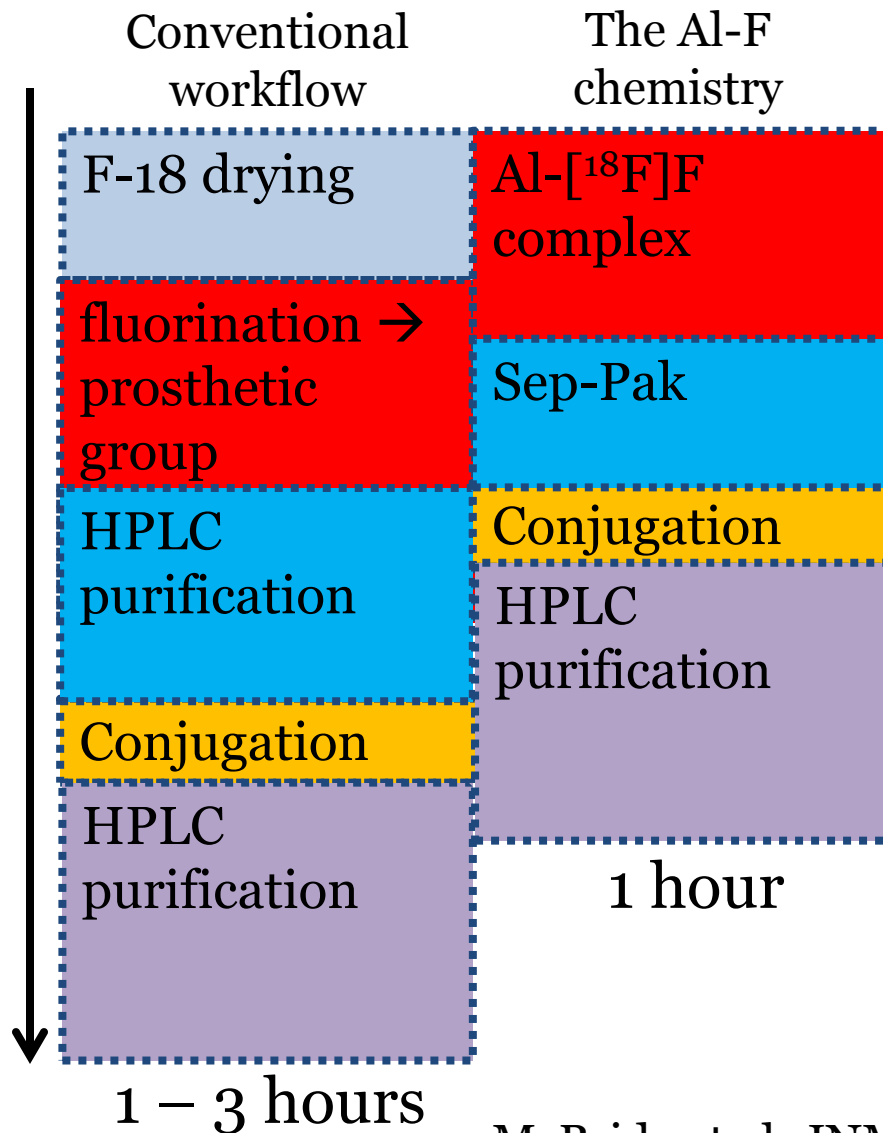 Conventional
workflow
F-18 drying
fluorination →
prosthetic
group
HPLC
purification
Conjugation
HPLC
purification
1 – 3 hours
The Al-F
chemistry
Al-[¹⁸F]F
complex
Sep-Pak
Conjugation
HPLC
purification
1 hour